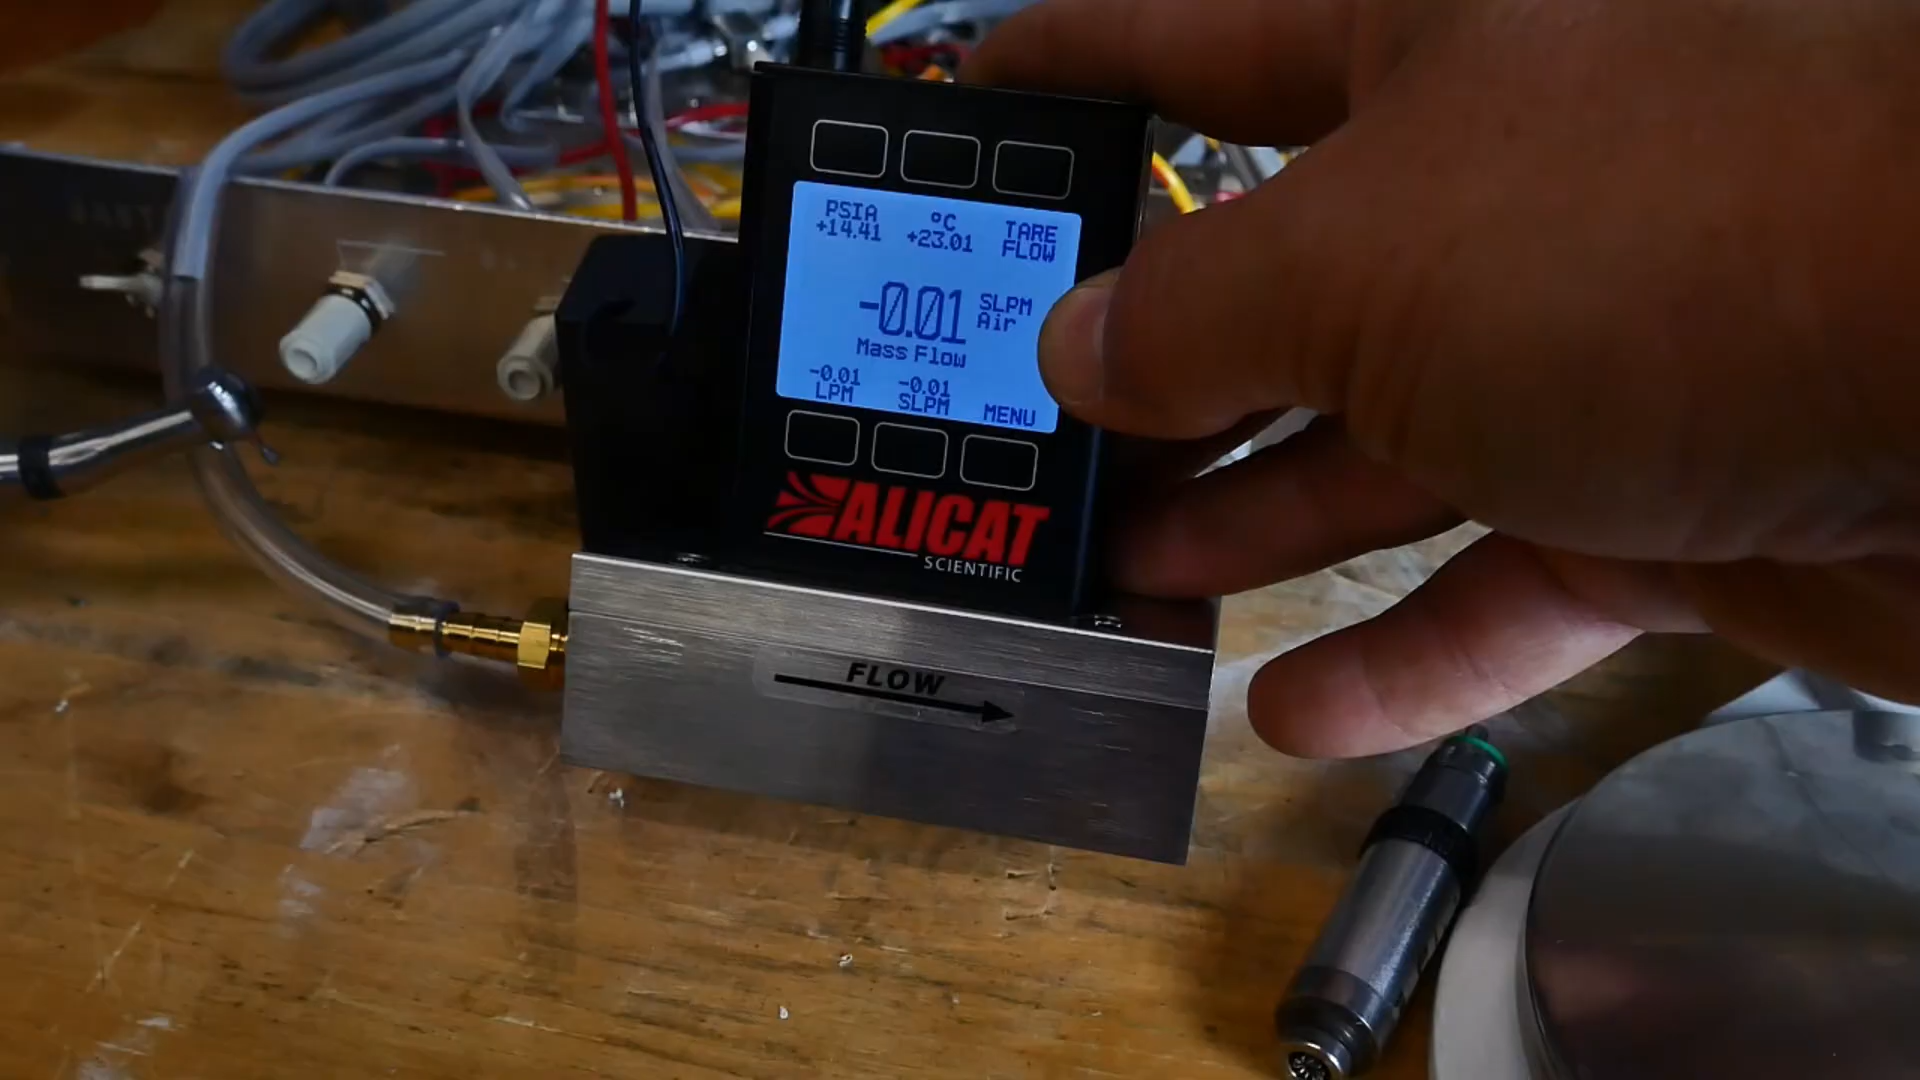 PSIA °C TARE
+14.41 +23.01 FLOW
-0.01 SLPM
Air
Mass Flow
-0.01 -0.01
LPM SLPM MENU
ALICAT
SCIENTIFIC
FLOW